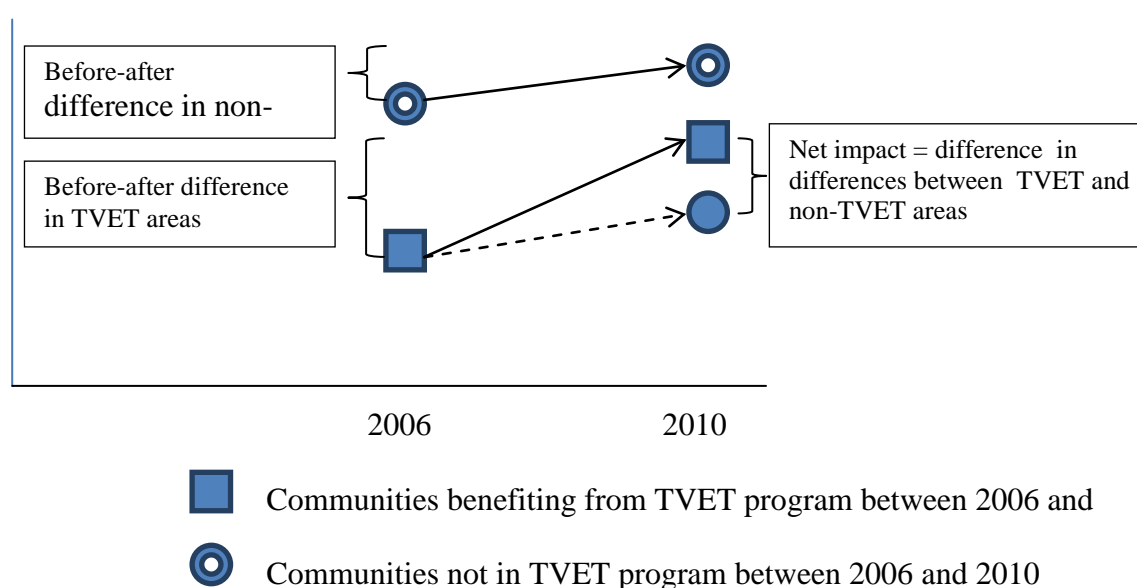 Before-after
difference in non-
Before-after difference
in TVET areas
Net impact = difference in
differences between TVET and
non-TVET areas
2006
2010
Communities benefiting from TVET program between 2006 and
Communities not in TVET program between 2006 and 2010